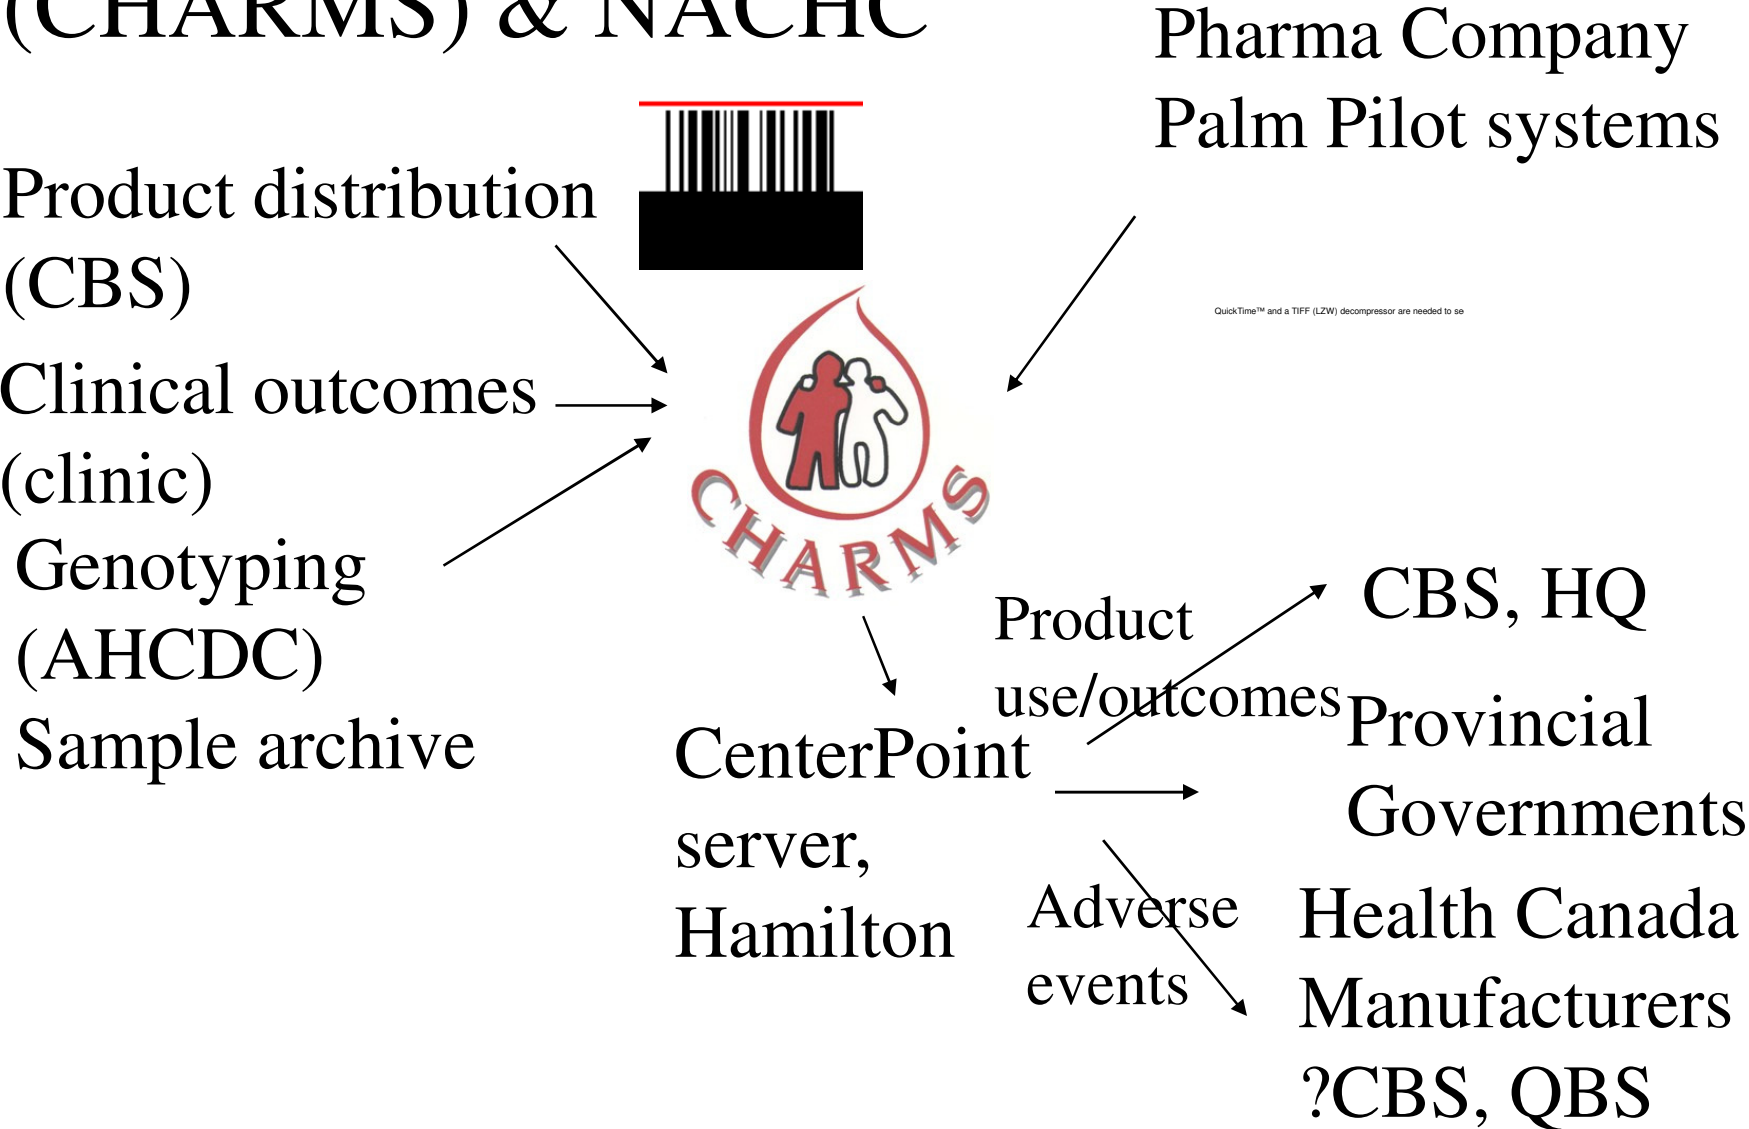 (CHARMS) & NACHC
Pharma Company
Palm Pilot systems
Product distribution
(CBS)
QuickTime™ and a TIFF (LZW) decompressor are needed to se
Clinical outcomes
(clinic)
Genotyping
(AHCDC)
Sample archive
CHARMS
Product
use/outcomes
CBS, HQ
Provincial
Governments
CenterPoint
server,
Hamilton
Adverse
events
Health Canada
Manufacturers
?CBS, QBS